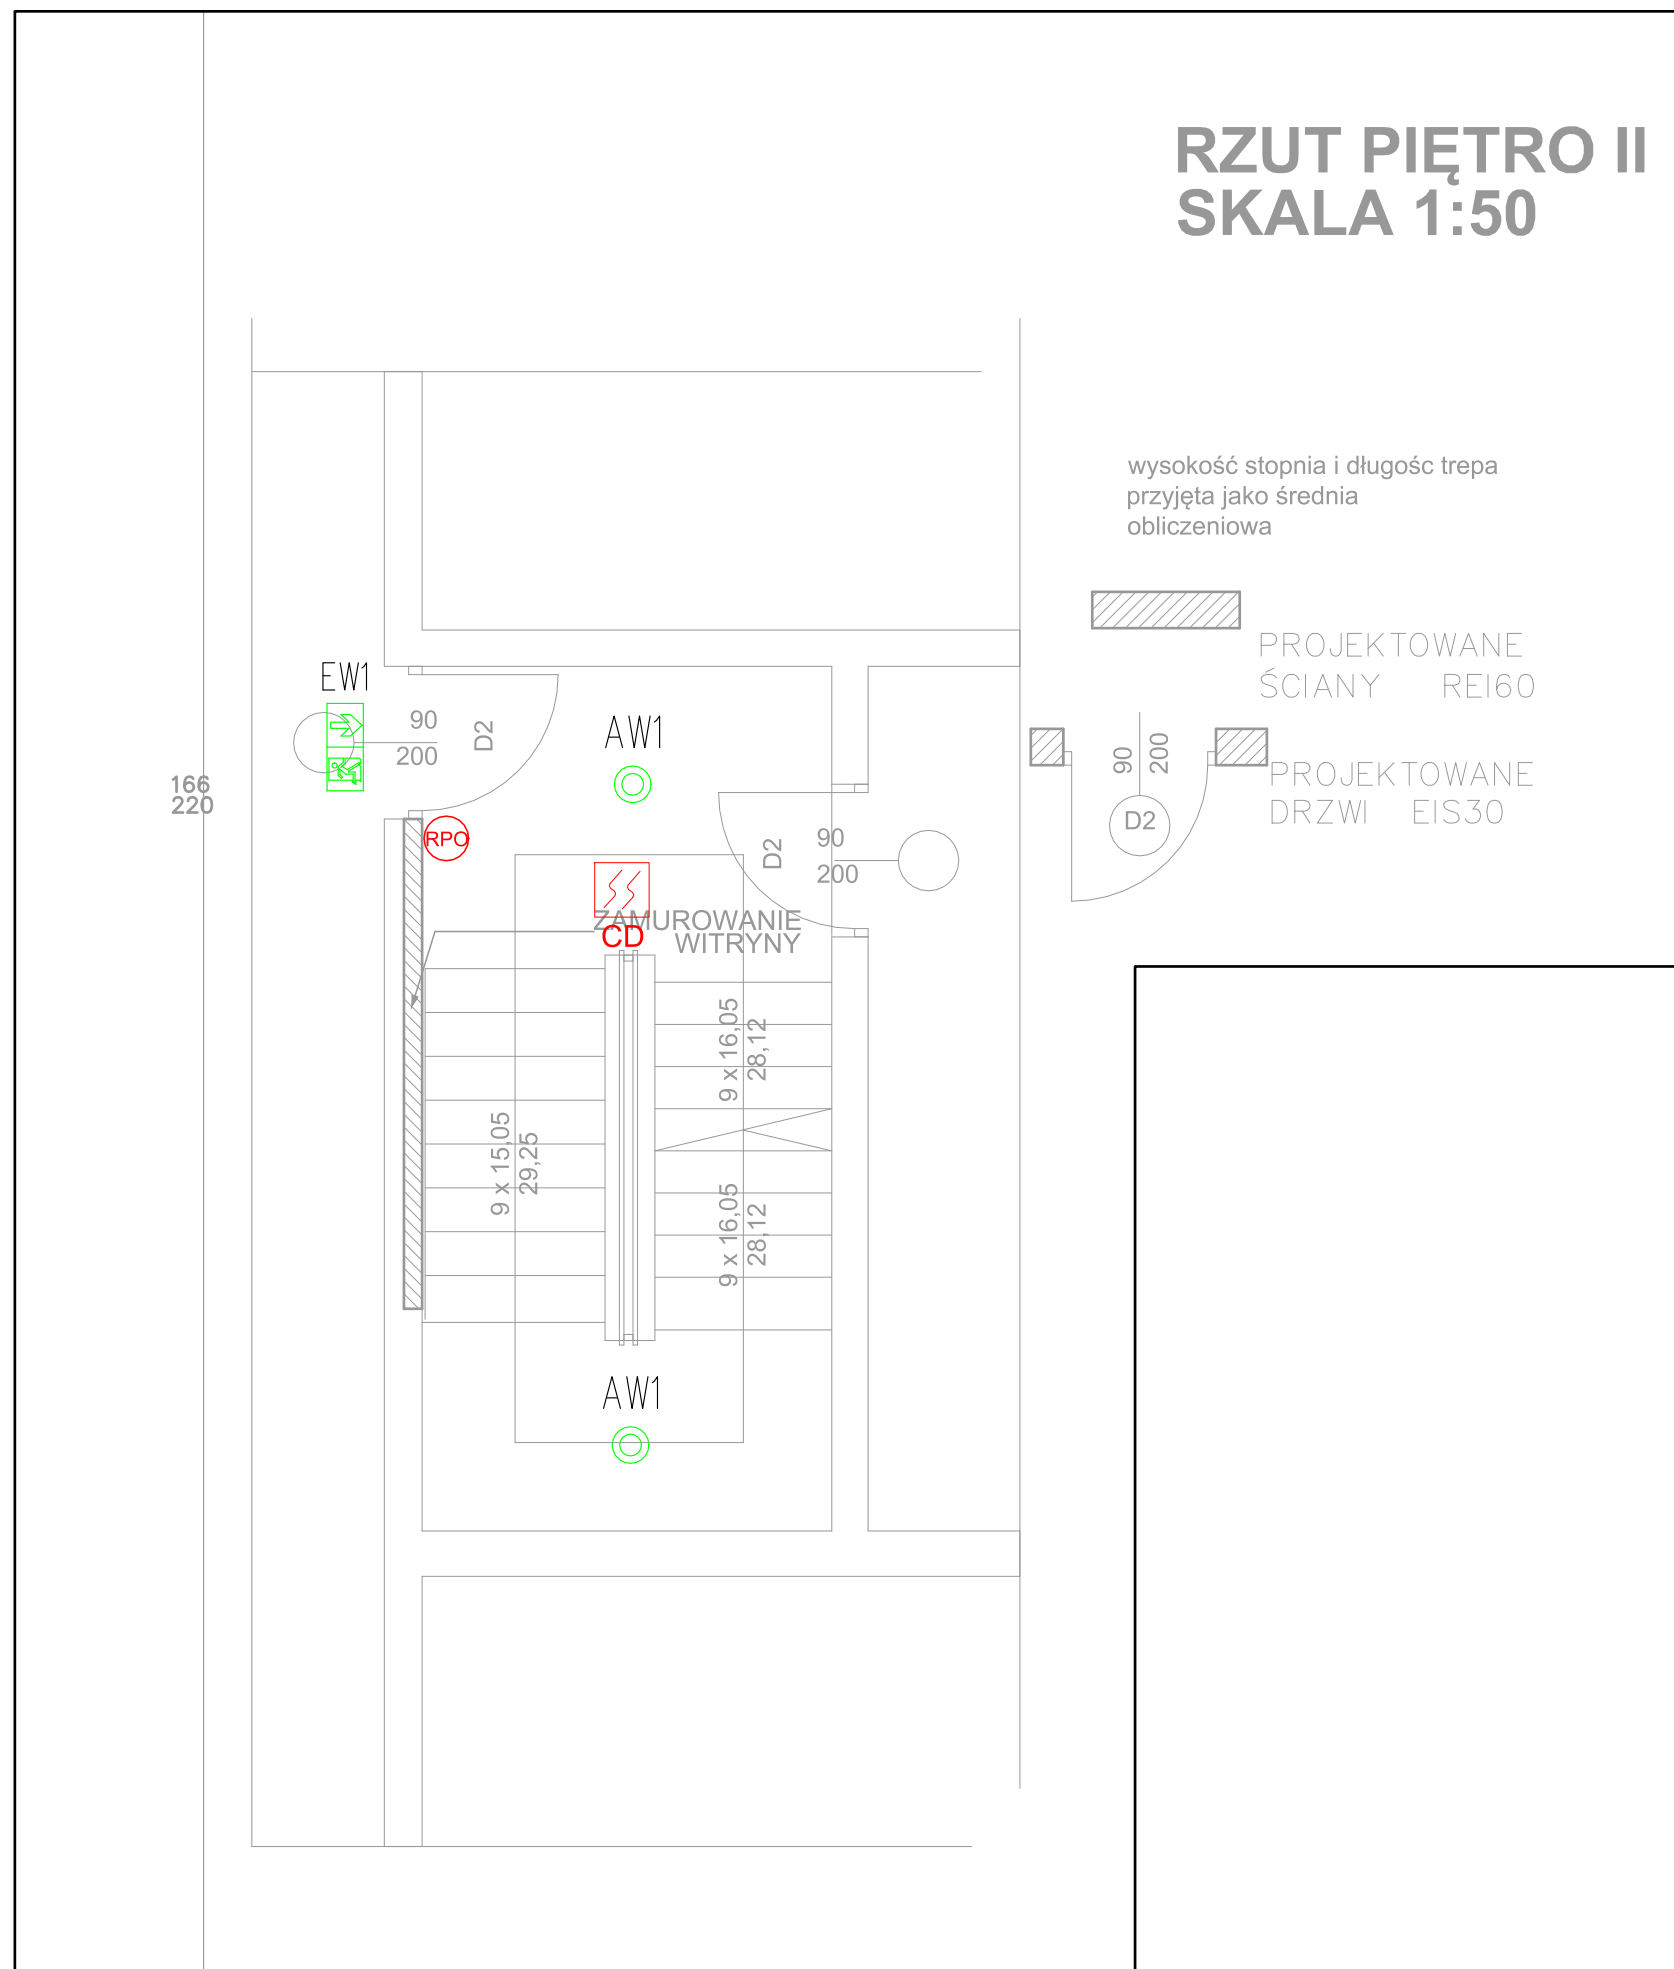 RZUT PIĘTRO II
SKALA 1:50
wysokość stopnia i długośc trepa
przyjęta jako średnia
obliczeniowa
PROJEKTOWANE
ŚCIANY REI60
90
200
D2
PROJEKTOWANE
DRZWI EIS30
EW1
90
200
D2
AW1
166
220
RPO
D2
90
200
ZAMUROWANIE
WITRYNY
CD
9 x 16,05
28,12
9 x 15,05
29,25
9 x 16,05
28,12
AW1